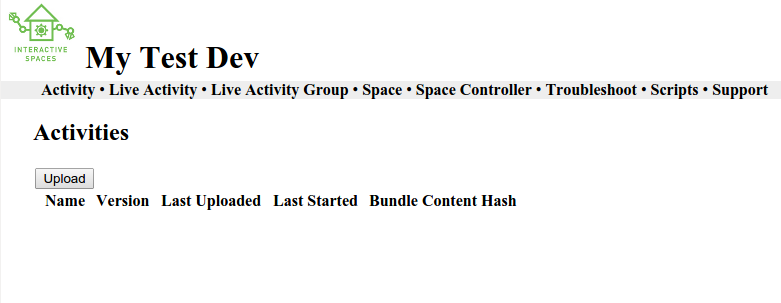 INTERACTIVE
SPACES
My Test Dev
Activity • Live Activity • Live Activity Group • Space • Space Controller • Troubleshoot • Scripts • Support
Activities
Upload
Name Version Last Uploaded Last Started Bundle Content Hash